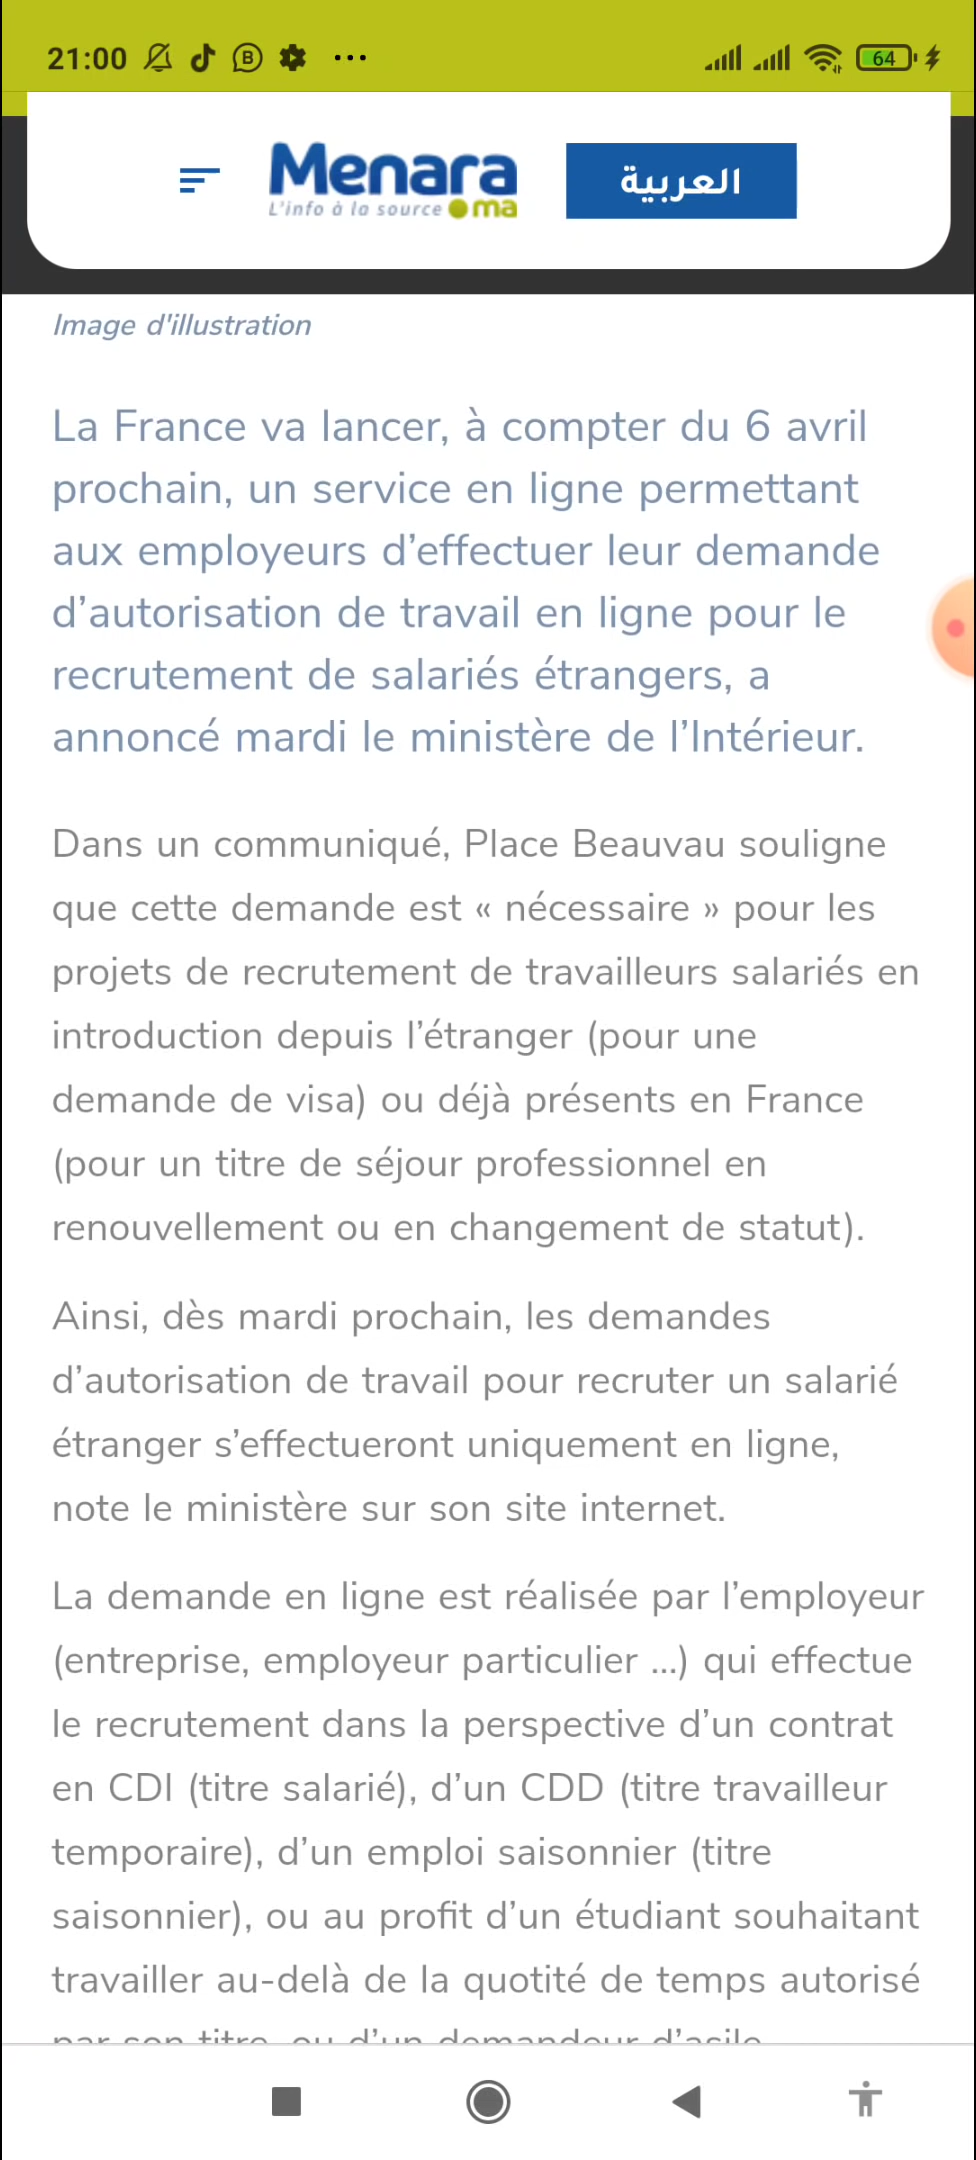 21:00
64
Menara
L'info à la source
ma
العربية
Image d'illustration
La France va lancer, à compter du 6 avril
prochain, un service en ligne permettant
aux employeurs d’effectuer leur demande
d’autorisation de travail en ligne pour le
recrutement de salariés étrangers, a
annoncé mardi le ministère de l’Intérieur.
Dans un communiqué, Place Beauvau souligne
que cette demande est « nécessaire » pour les
projets de recrutement de travailleurs salariés en
introduction depuis l’étranger (pour une
demande de visa) ou déjà présents en France
(pour un titre de séjour professionnel en
renouvellement ou en changement de statut).
Ainsi, dès mardi prochain, les demandes
d’autorisation de travail pour recruter un salarié
étranger s’effectueront uniquement en ligne,
note le ministère sur son site internet.
La demande en ligne est réalisée par l’employeur
(entreprise, employeur particulier ...) qui effectue
le recrutement dans la perspective d’un contrat
en CDI (titre salarié), d’un CDD (titre travailleur
temporaire), d’un emploi saisonnier (titre
saisonnier), ou au profit d’un étudiant souhaitant
travailler au-delà de la quotité de temps autorisé
par son titre, ou d’un demandeur d’asile